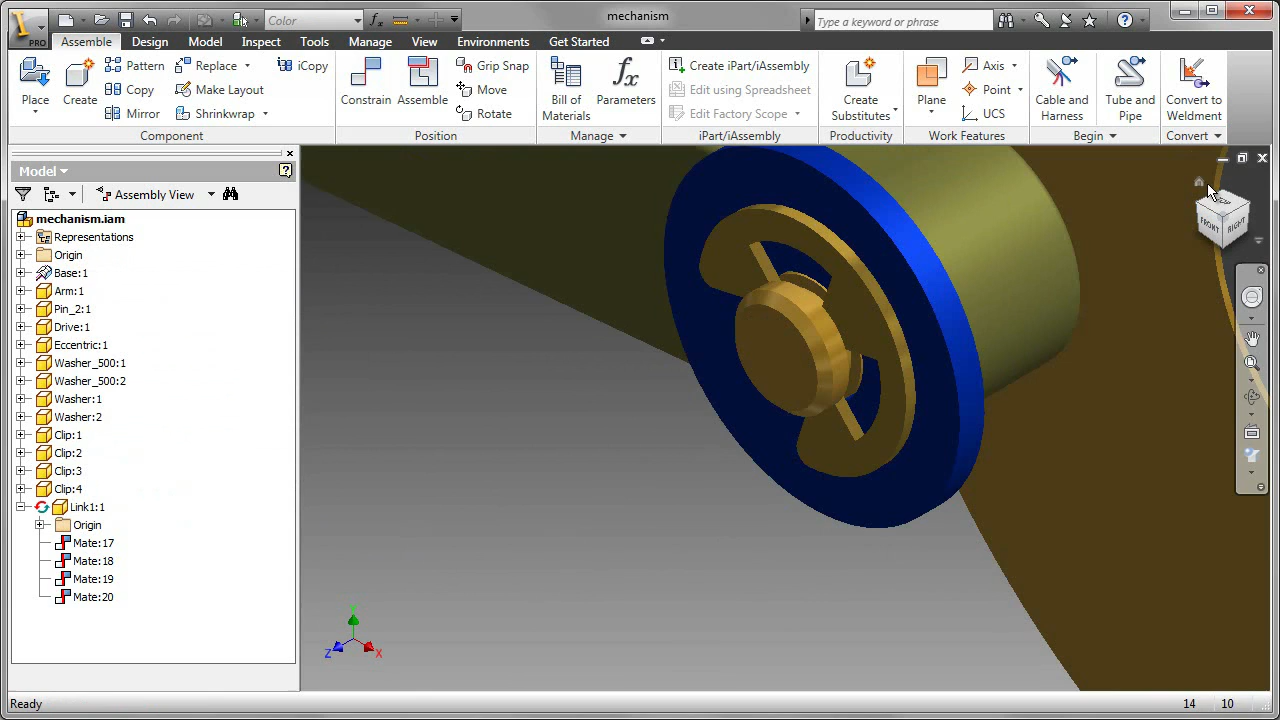 PRO
Color
mechanism
Type a keyword or phrase
Assemble Design Model Inspect Tools Manage View Environments Get Started
Place
Create
Pattern
Copy
Mirror
Replace
Make Layout
Shrinkwrap
iCopy
Component
Constrain
Assemble
Grip Snap
Move
Rotate
Position
Bill of Materials
Parameters
Manage
Create iPart/iAssembly
Edit using Spreadsheet
Edit Factory Scope
iPart/iAssembly
Create Substitutes
Productivity
Plane
Axis
Point
UCS
Work Features
Cable and Harness
Tube and Pipe
Begin
Convert to Weldment
Convert
Model
Assembly View
mechanism.iam
Representations
Origin
Base:1
Arm:1
Pin_2:1
Drive:1
Eccentric:1
Washer_500:1
Washer_500:2
Washer:1
Washer:2
Clip:1
Clip:2
Clip:3
Clip:4
Link1:1
Origin
Mate:17
Mate:18
Mate:19
Mate:20
FRONT RIGHT
Z X
Ready 14 10